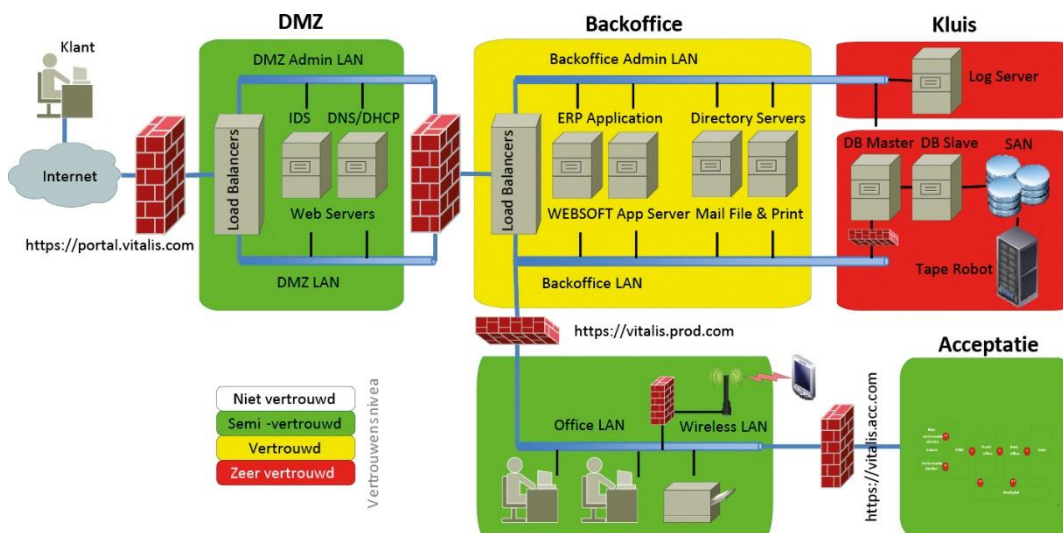 DMZ
Backoffice
Kluis
Klant
DMZ Admin LAN
Backoffice Admin LAN
Log Server
IDS
DNS/DHCP
ERP Application
Directory Servers
DB Master
DB Slave
SAN
Internet
Load Balancers
Load Balancers
Web Servers
WEBSOFT App Server
Mail File & Print
https://portal.vitalis.com
DMZ LAN
Backoffice LAN
Tape Robot
https://vitalis.prod.com
Acceptatie
Niet vertrouwd
Semi -vertrouwd
Vertrouwd
Zeer vertrouwd
Vertrouwensnivea
Office LAN
Wireless LAN
https://vitalis.acc.com
DMZ